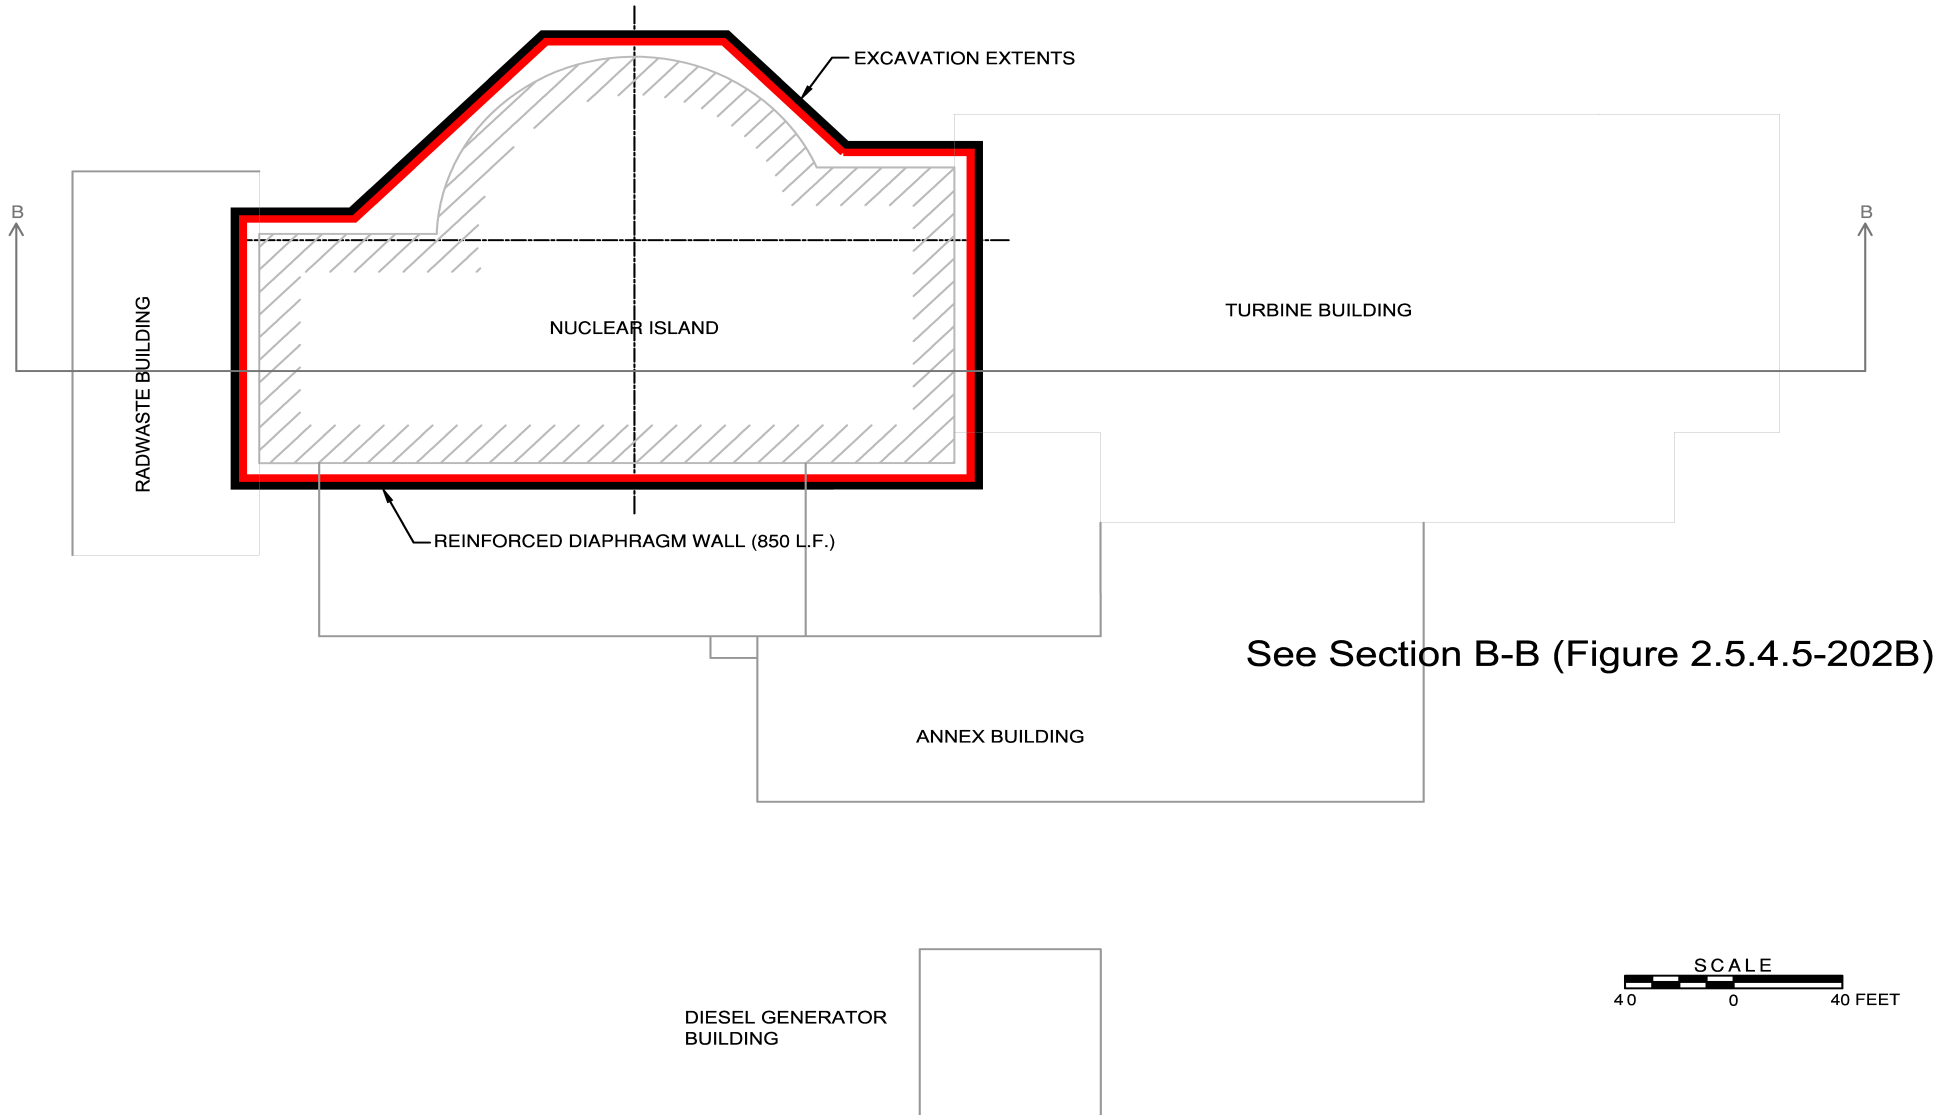 EXCAVATION EXTENTS
B
B
RADWASTE BUILDING
NUCLEAR ISLAND
TURBINE BUILDING
REINFORCED DIAPHRAGM WALL (850 L.F.)
See Section B-B (Figure 2.5.4.5-202B)
ANNEX BUILDING
SCALE
40 0 40 FEET
DIESEL GENERATOR
BUILDING